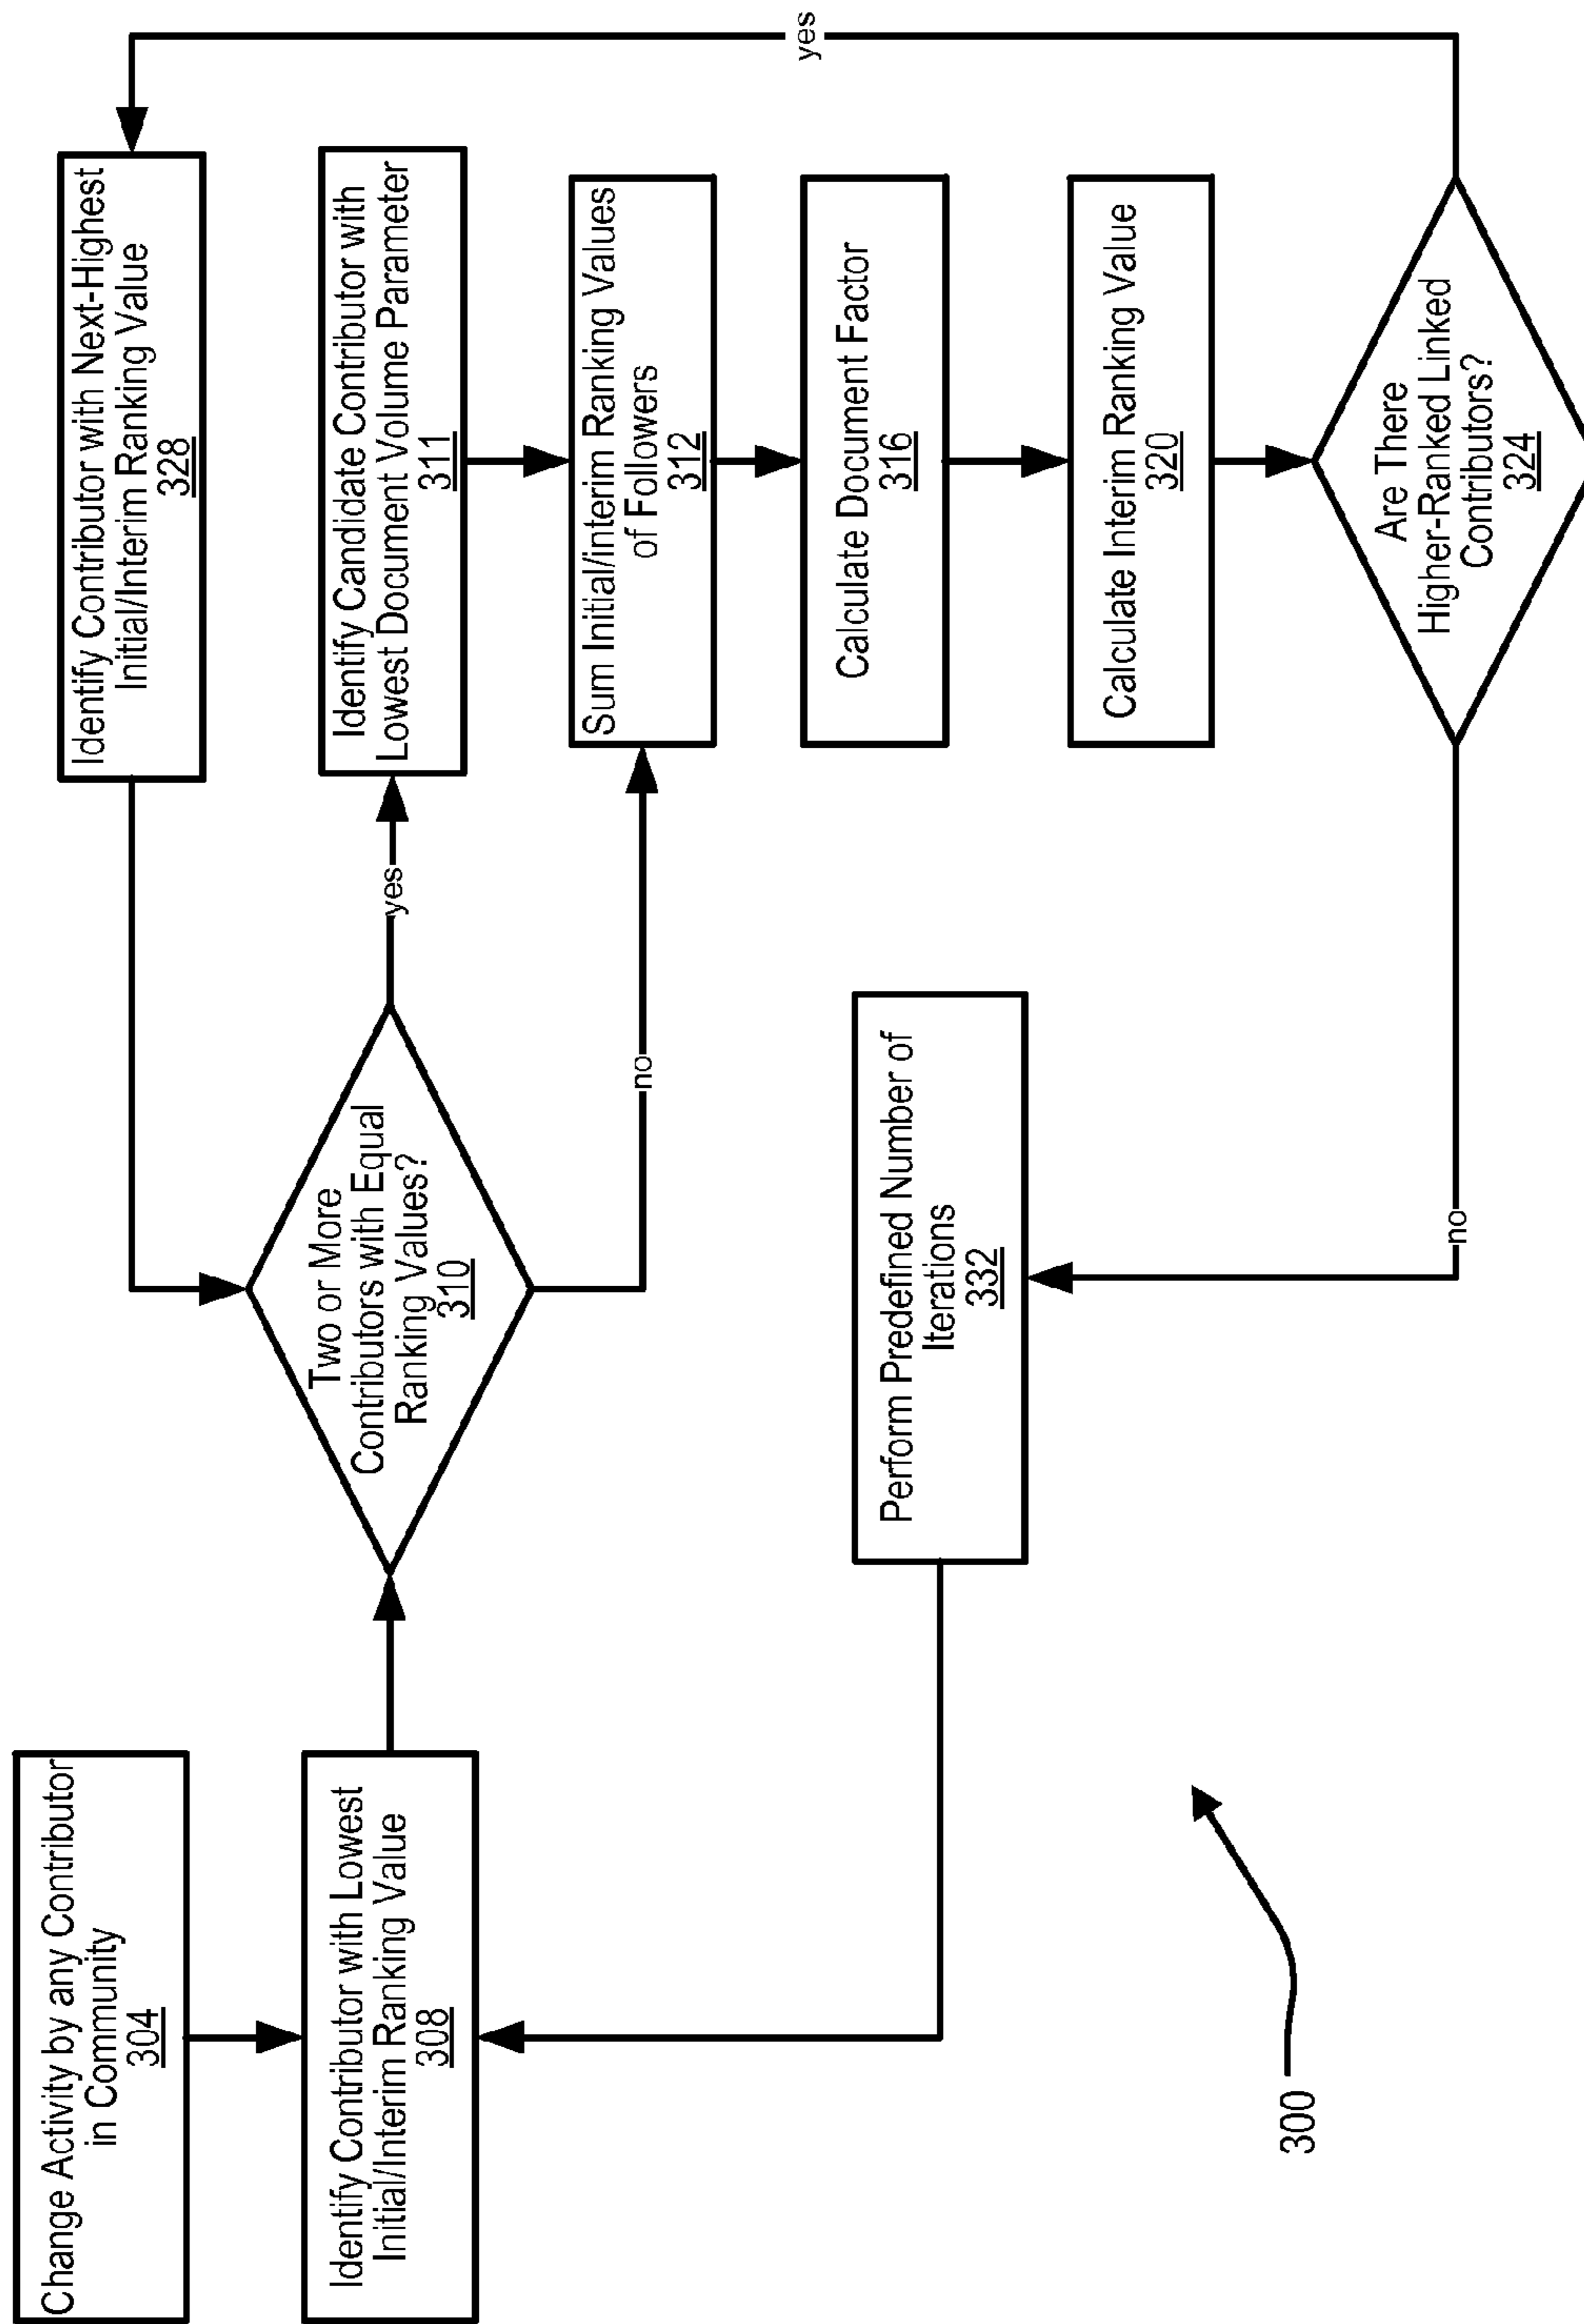 Change Activity by any Contributor
in Community
304
Identify Contributor with Lowest
Initial/Interim Ranking Value
308
Two or More
Contributors with Equal
Ranking Values?
310
yes
no
Identify Contributor with Next-Highest
Initial/Interim Ranking Value
328
Identify Candidate Contributor with
Lowest Document Volume Parameter
311
Sum Initial/interim Ranking Values
of Followers
312
Calculate Document Factor
316
Calculate Interim Ranking Value
320
Are There
Higher-Ranked Linked
Contributors?
324
yes
no
Perform Predefined Number of
Iterations
332
300